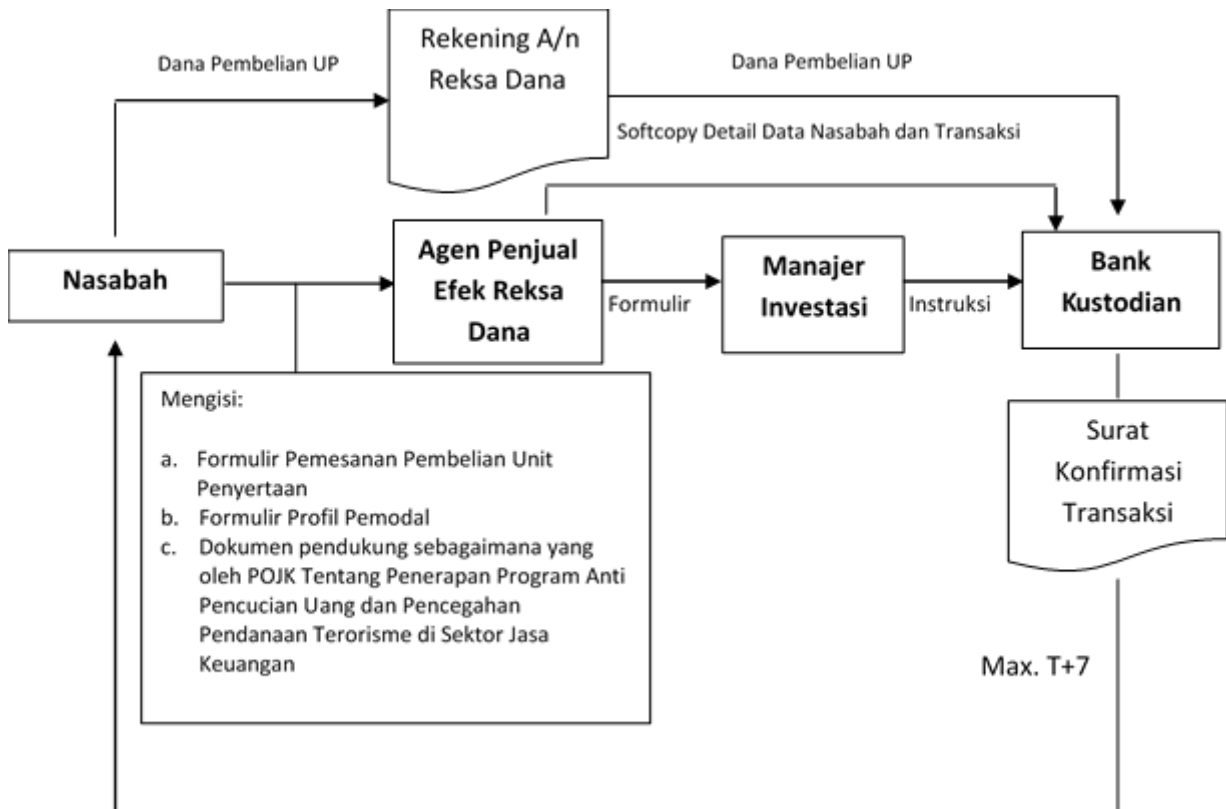 Rekening A/n
Reksa Dana
Dana Pembelian UP
Dana Pembelian UP
Softcopy Detail Data Nasabah dan Transaksi
Nasabah
Agen Penjual
Efek Reksa
Dana
Formulir
Manajer
Investasi
Instruksi
Bank
Kustodian
Mengisi:
a. Formulir Pemesanan Pembelian Unit
Penyertaan
b. Formulir Profil Pemodal
c. Dokumen pendukung sebagaimana yang
oleh POJK Tentang Penerapan Program Anti
Pencucian Uang dan Pencegahan
Pendanaan Terorisme di Sektor Jasa
Keuangan
Surat
Konfirmasi
Transaksi
Max. T+7